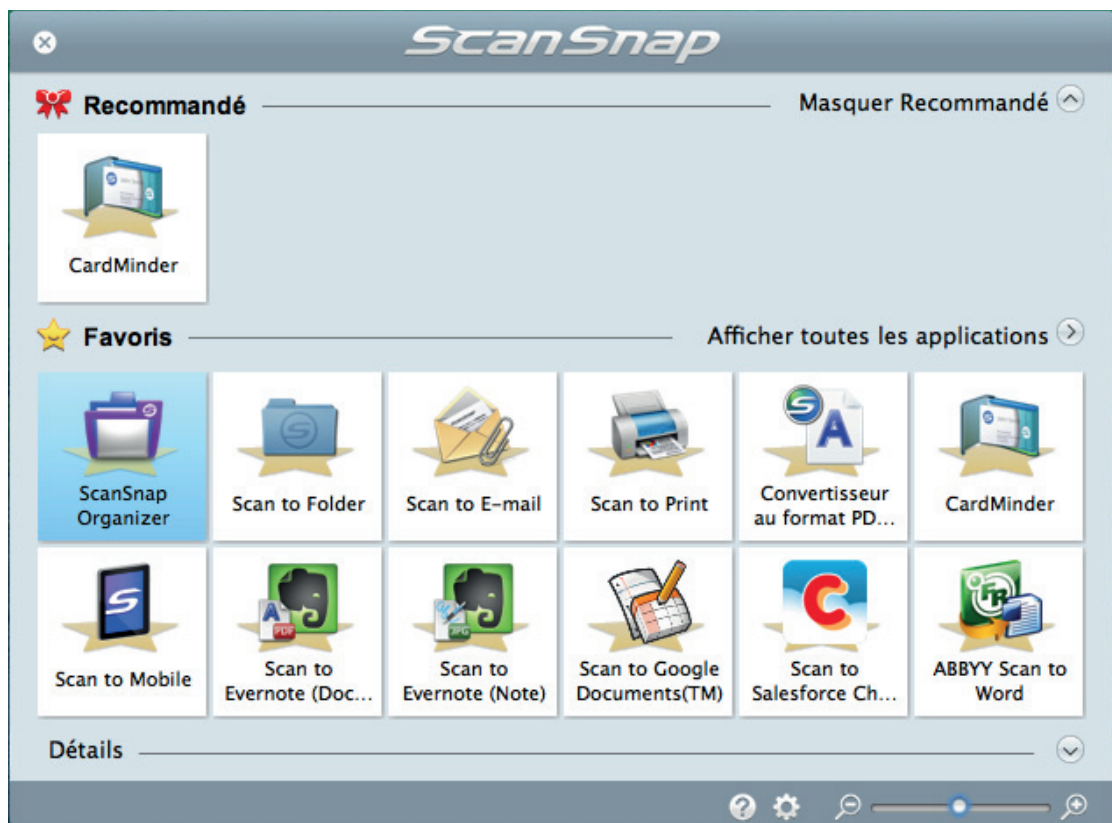 ScanSnap
Recommandé
Masquer Recommandé
CardMinder
Favoris
Afficher toutes les applications
ScanSnap
Organizer
Scan to Folder
Scan to E-mail
Scan to Print
Convertisseur
au format PD...
CardMinder
Scan to Mobile
Scan to
Evernote (Doc...
Scan to
Evernote (Note)
Scan to Google
Documents(TM)
Scan to
Salesforce Ch...
ABBYY Scan to
Word
Détails